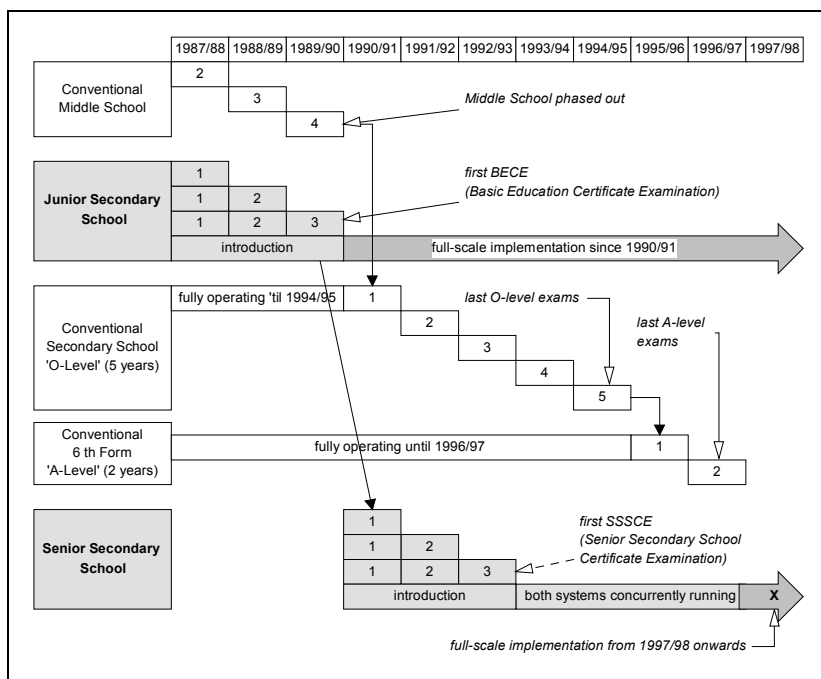 1987/88 1988/89 1989/90 1990/91 1991/92 1992/93 1993/94 1994/95 1995/96 1996/97 1997/98
Conventional
Middle School
2
3
4
Middle School phased out
Junior Secondary
School
1
1 2
1 2 3
introduction
full-scale implementation since 1990/91
first BECE
(Basic Education Certificate Examination)
Conventional
Secondary School
'O-Level' (5 years)
fully operating 'til 1994/95
1
2
3
4
5
last O-level exams
last A-level
exams
Conventional
6 th Form
'A-Level' (2 years)
fully operating until 1996/97
1
2
Senior Secondary
School
1
1 2
1 2 3
introduction
both systems concurrently running
X
first SSSCE
(Senior Secondary School
Certificate Examination)
full-scale implementation from 1997/98 onwards